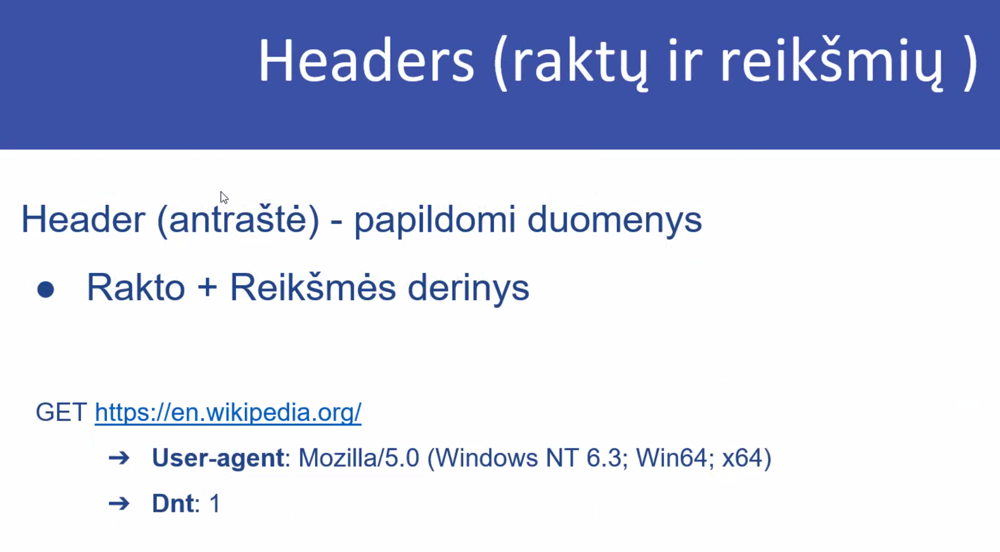 Headers (raktų ir reikšmių )
Header (antraštė) - papildomi duomenys
● Rakto + Reikšmės derinys
GET https://en.wikipedia.org/
➔ User-agent: Mozilla/5.0 (Windows NT 6.3; Win64; x64)
➔ Dnt: 1